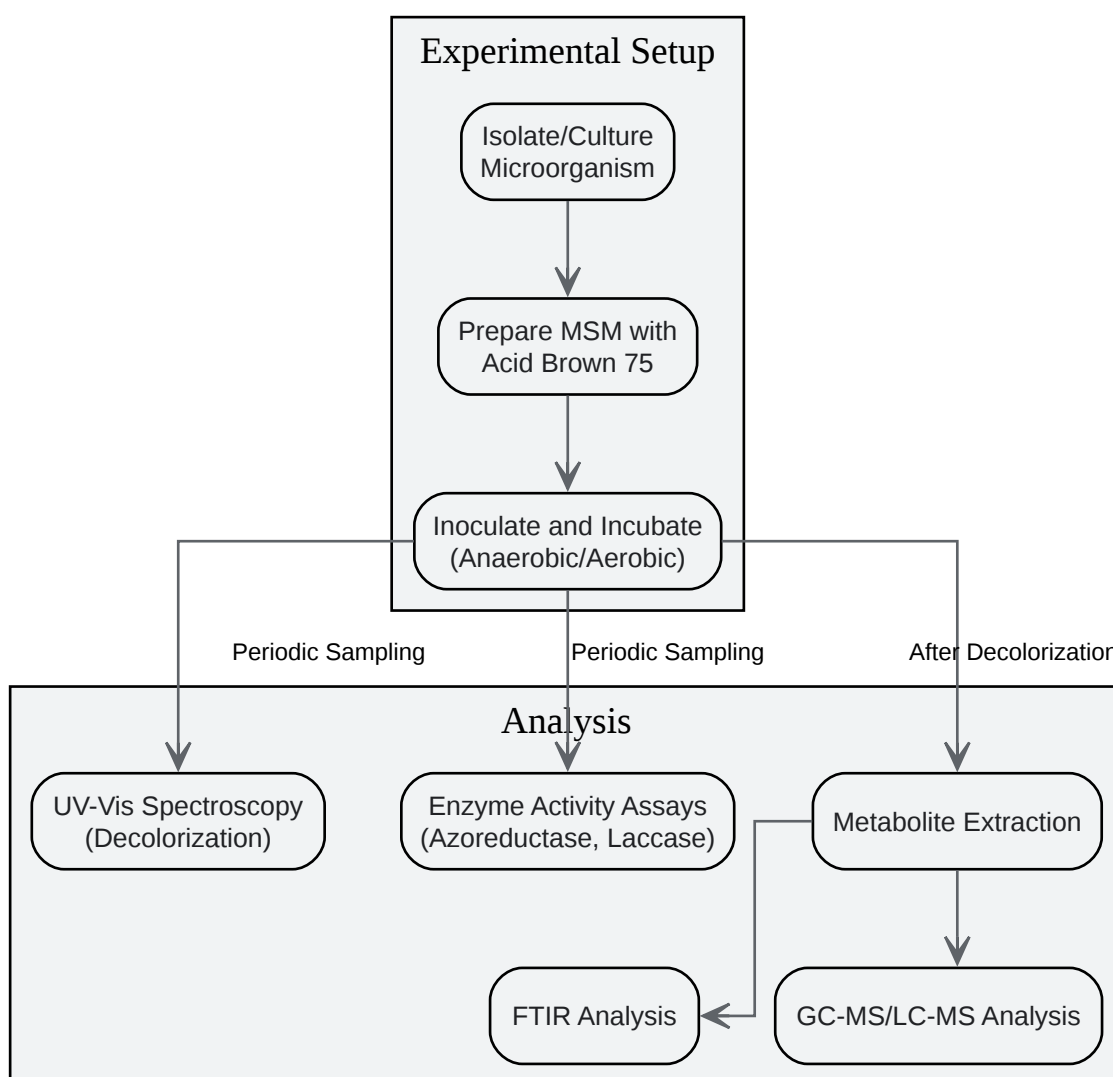 Experimental Setup
Isolate/Culture
Microorganism
Prepare MSM with
Acid Brown 75
Inoculate and Incubate
(Anaerobic/Aerobic)
Periodic Sampling
Periodic Sampling
After Decolorization
Analysis
UV-Vis Spectroscopy
(Decolorization)
Enzyme Activity Assays
(Azoreductase, Laccase)
Metabolite Extraction
FTIR Analysis
GC-MS/LC-MS Analysis